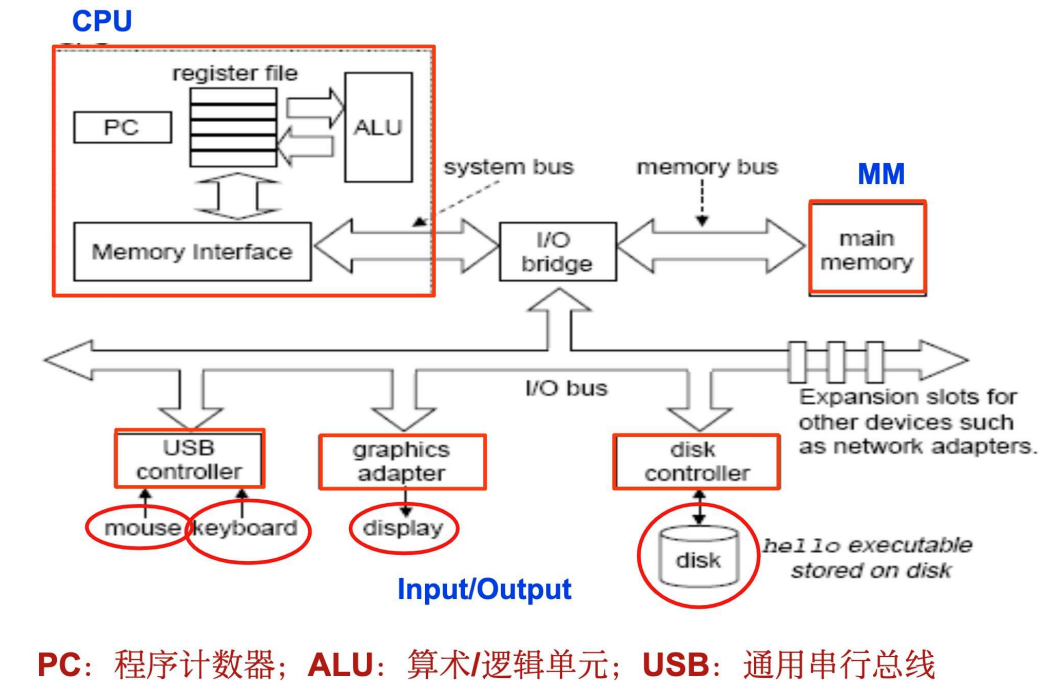 CPU
register file
PC
ALU
system bus
memory bus
MM
Memory Interface
I/O
bridge
main
memory
I/O bus
Expansion slots for
other devices such
as network adapters.
USB
controller
graphics
adapter
disk
controller
mouse
keyboard
display
disk
hello executable
stored on disk
Input/Output
PC：程序计数器；ALU：算术/逻辑单元；USB：通用串行总线